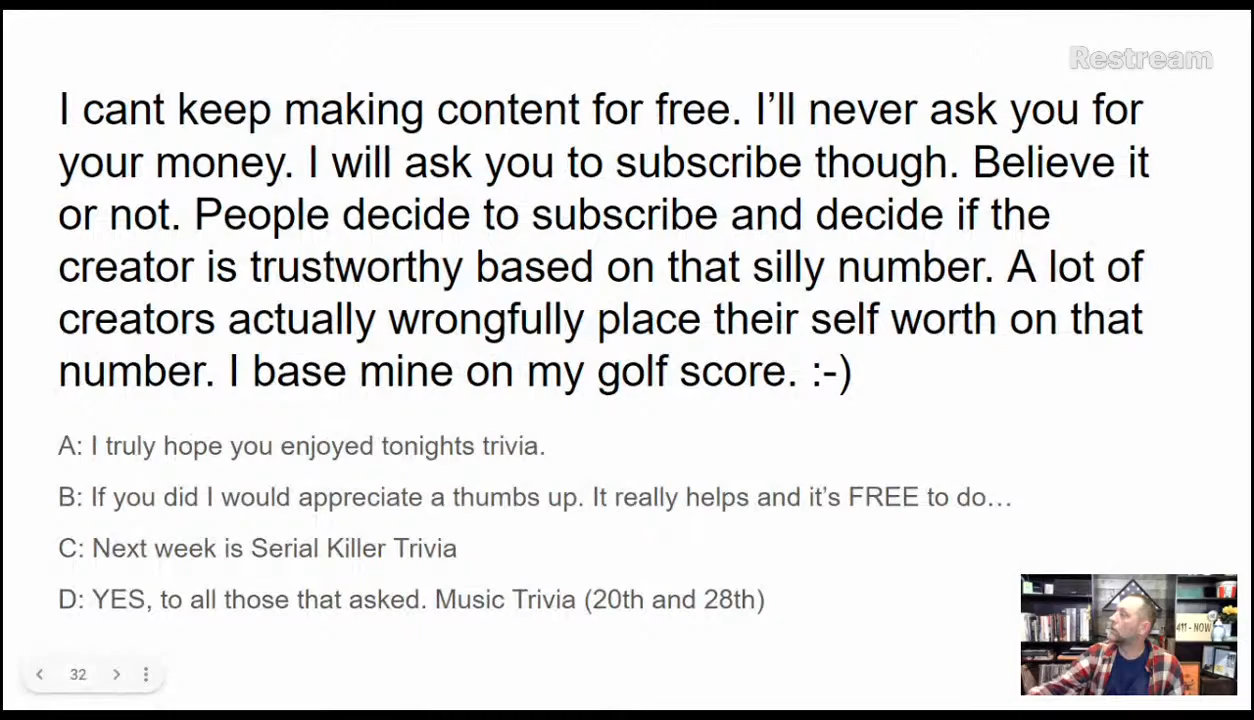 Restream
I cant keep making content for free. I’ll never ask you for
your money. I will ask you to subscribe though. Believe it
or not. People decide to subscribe and decide if the
creator is trustworthy based on that silly number. A lot of
creators actually wrongfully place their self worth on that
number. I base mine on my golf score. :-)
A: I truly hope you enjoyed tonights trivia.
B: If you did I would appreciate a thumbs up. It really helps and it’s FREE to do…
C: Next week is Serial Killer Trivia
D: YES, to all those that asked. Music Trivia (20th and 28th)
411-NOW
32